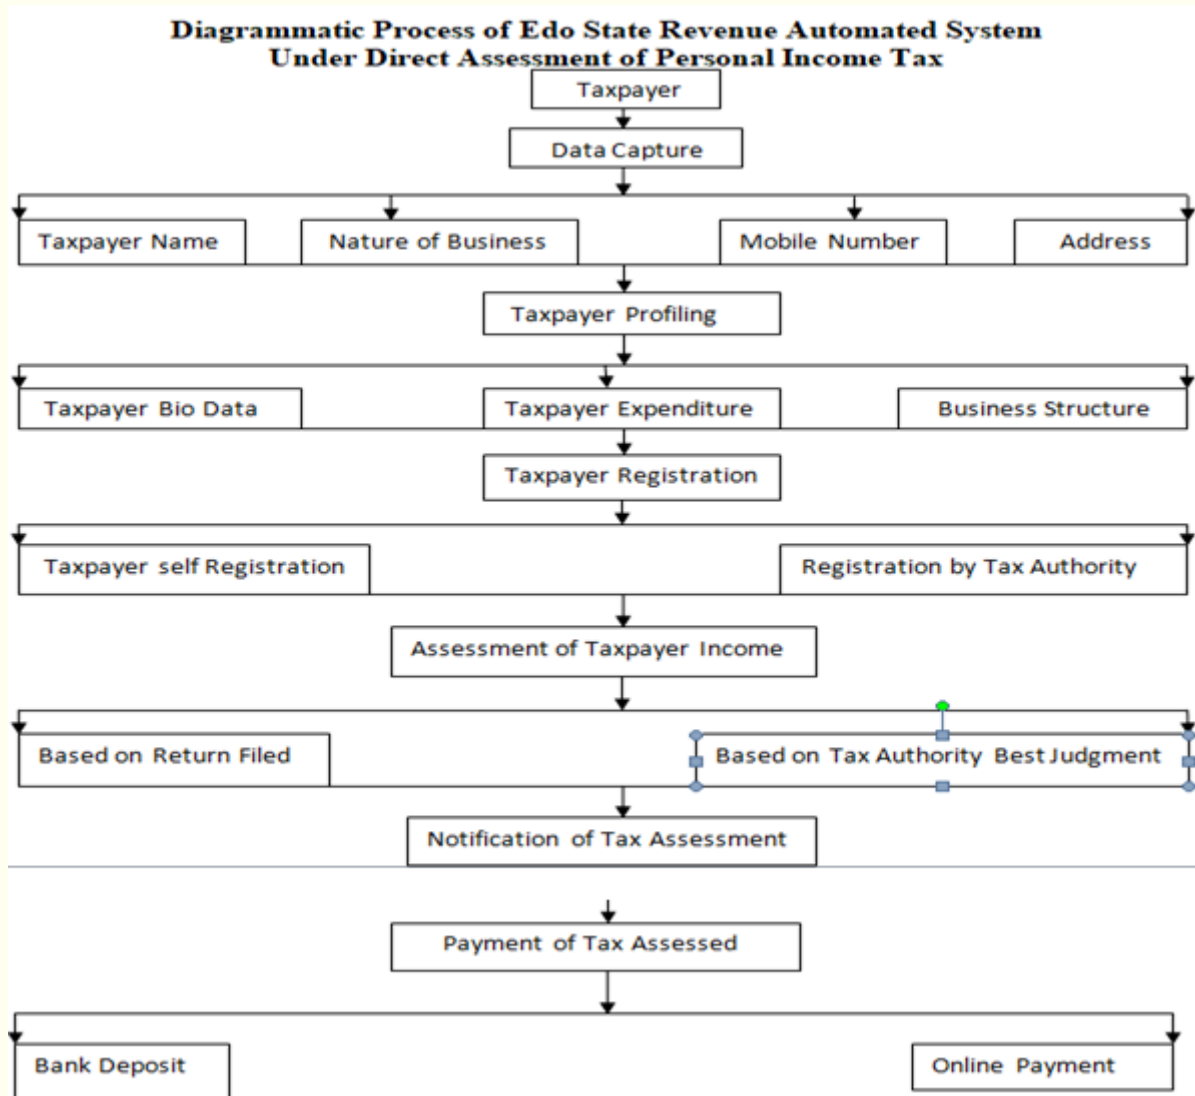 Diagrammatic Process of Edo State Revenue Automated System
Under Direct Assessment of Personal Income Tax
Taxpayer
Data Capture
Taxpayer Name
Nature of Business
Mobile Number
Address
Taxpayer Profiling
Taxpayer Bio Data
Taxpayer Expenditure
Business Structure
Taxpayer Registration
Taxpayer self Registration
Registration by Tax Authority
Assessment of Taxpayer Income
Based on Return Filed
Based on Tax Authority Best Judgment
Notification of Tax Assessment
Payment of Tax Assessed
Bank Deposit
Online Payment